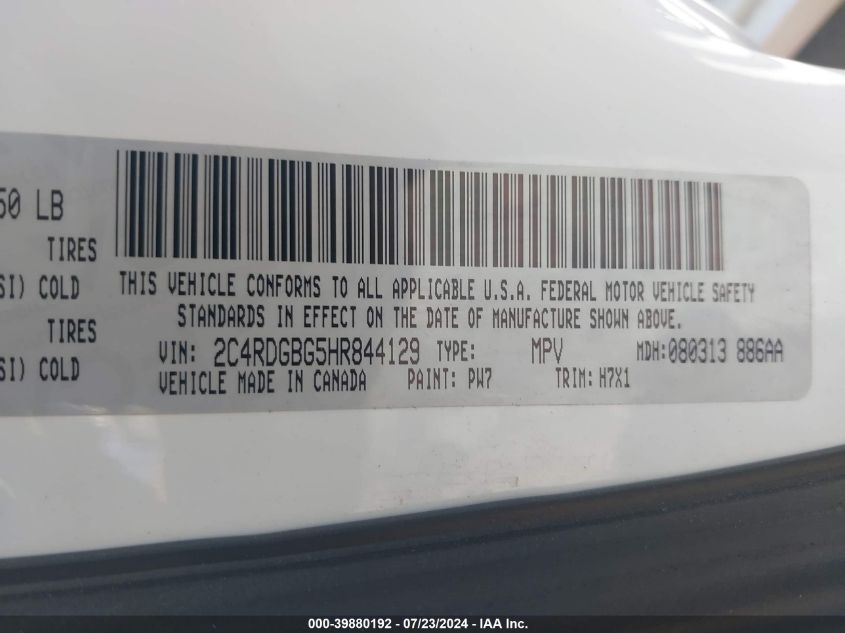 50 LB
TIRES
SI) COLD
TIRES
SI) COLD
THIS VEHICLE CONFORMS TO ALL APPLICABLE U.S.A. FEDERAL MOTOR VEHICLE SAFETY
STANDARDS IN EFFECT ON THE DATE OF MANUFACTURE SHOWN ABOVE.
VIN: 2C4RDGBG5HR844129 TYPE: MPV MDH:080313 886AA
VEHICLE MADE IN CANADA PAINT: PW7 TRIM: H7X1
000-39880192 - 07/23/2024 - IAA Inc.